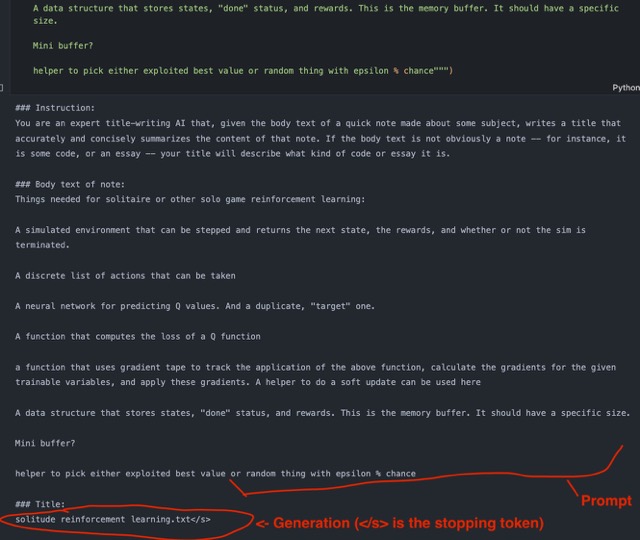 A data structure that stores states, "done" status, and rewards. This is the memory buffer. It should have a specific
size.
Mini buffer?
helper to pick either exploited best value or random thing with epsilon % chance""")
Python
### Instruction:
You are an expert title-writing AI that, given the body text of a quick note made about some subject, writes a title that
accurately and concisely summarizes the content of that note. If the body text is not obviously a note —— for instance, it
is some code, or an essay —— your title will describe what kind of code or essay it is.
### Body text of note:
Things needed for solitaire or other solo game reinforcement learning:
A simulated environment that can be stepped and returns the next state, the rewards, and whether or not the sim is
terminated.
A discrete list of actions that can be taken
A neural network for predicting Q values. And a duplicate, "target" one.
A function that computes the loss of a Q function
a function that uses gradient tape to track the application of the above function, calculate the gradients for the given
trainable variables, and apply these gradients. A helper to do a soft update can be used here
A data structure that stores states, "done" status, and rewards. This is the memory buffer. It should have a specific size.
Mini buffer?
helper to pick either exploited best value or random thing with epsilon % chance
Prompt
### Title:
solitude reinforcement learning.txt</s>
<- Generation (</s> is the stopping token)